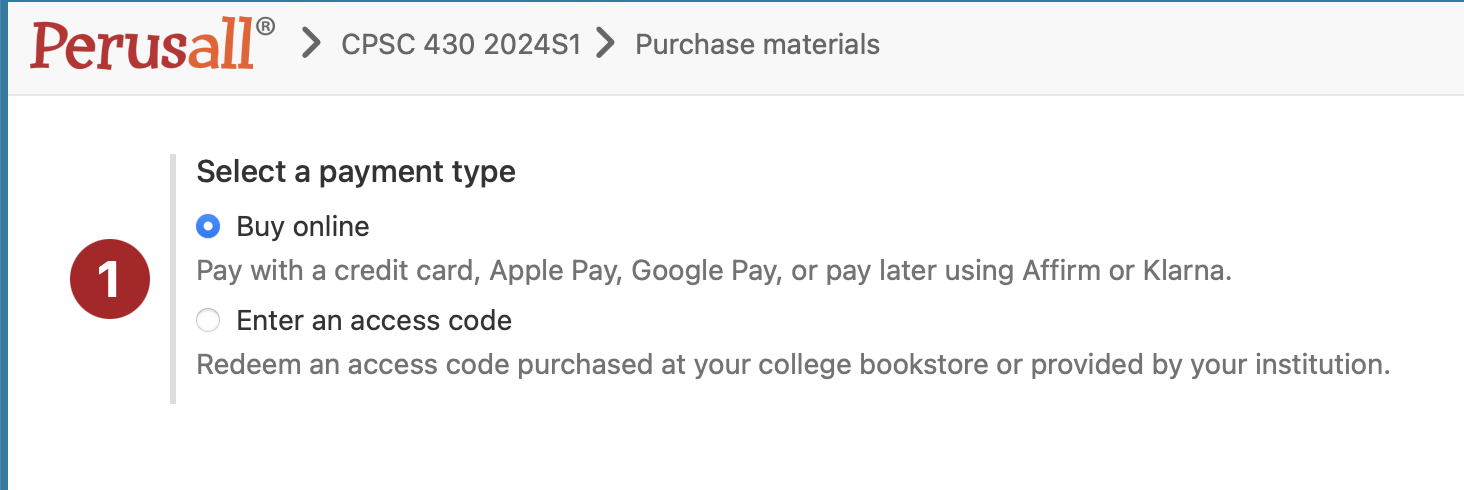 Perusall® > CPSC 430 2024S1 > Purchase materials
Select a payment type
Buy online
1
Pay with a credit card, Apple Pay, Google Pay, or pay later using Affirm or Klarna.
Enter an access code
Redeem an access code purchased at your college bookstore or provided by your institution.